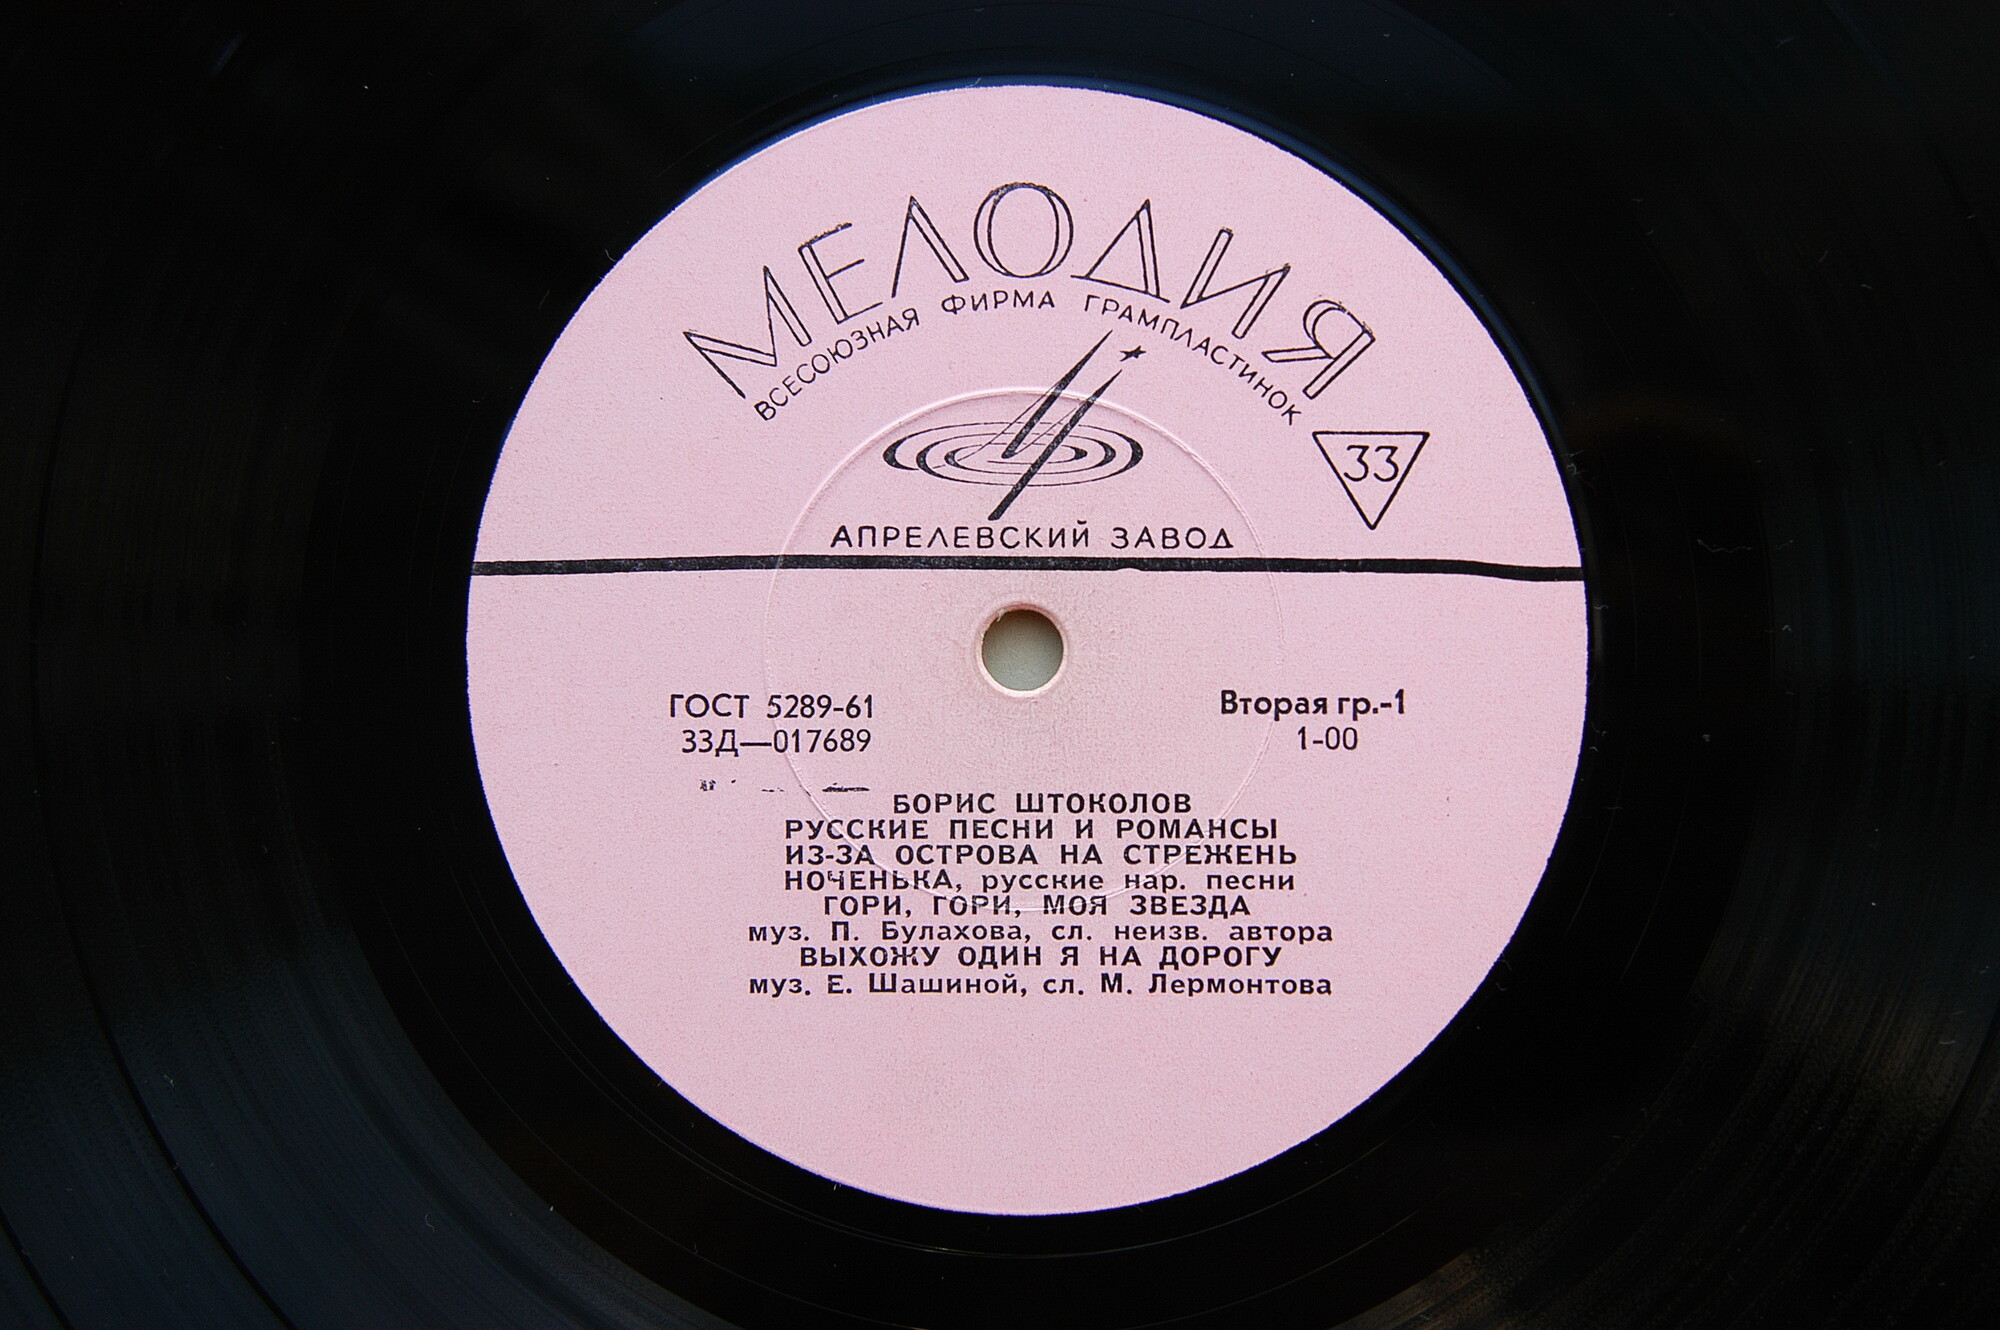 МЕЛОДИЯ
ВСЕСОЮЗНАЯ ФИРМА ГРАМПЛАСТИНОК
33
АПРЕЛЕВСКИЙ ЗАВОД
ГОСТ 5289-61
33Д—017689
Вторая гр.-1
1-00
БОРИС ШТОКОЛОВ
РУССКИЕ ПЕСНИ И РОМАНСЫ
ИЗ-ЗА ОСТРОВА НА СТРЕЖЕНЬ
НОЧЕНЬКА, русские нар. песни
ГОРИ, ГОРИ, МОЯ ЗВЕЗДА
муз. П. Булахова, сл. неизв. автора
ВЫХОЖУ ОДИН Я НА ДОРОГУ
муз. Е. Шашиной, сл. М. Лермонтова